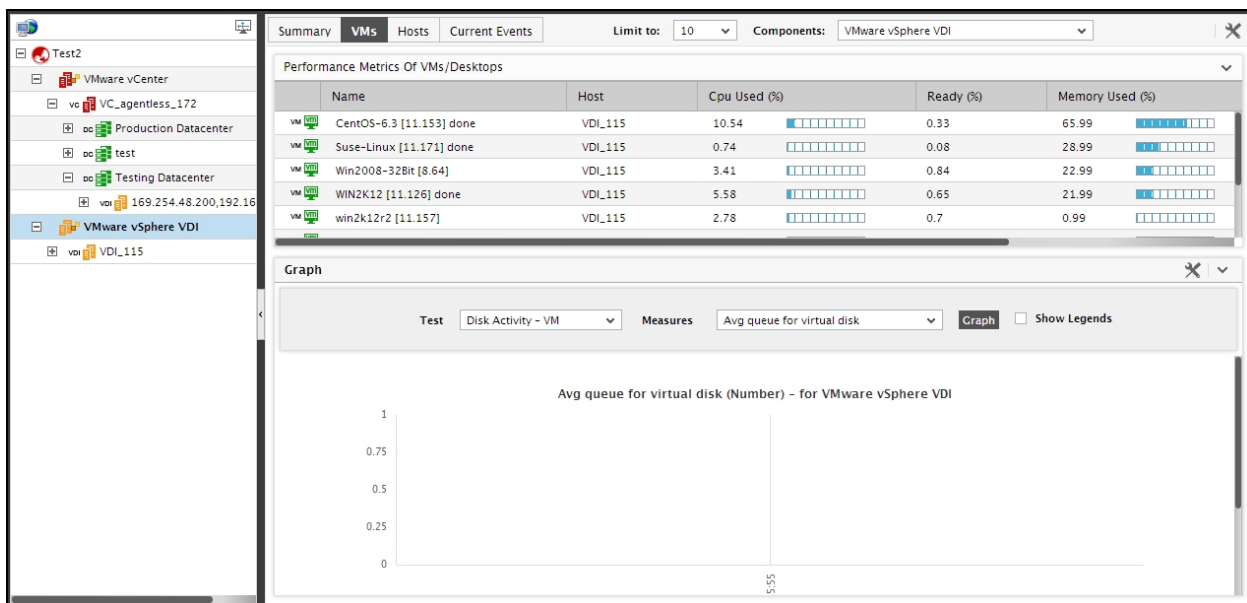 Test2
VMware vCenter
VC VC_agentless_172
DC Production Datacenter
DC test
DC Testing Datacenter
VDI 169.254.48.200,192.16
VMware vSphere VDI
VDI VDI_115
Summary VMs Hosts Current Events Limit to: 10 Components: VMware vSphere VDI
Performance Metrics Of VMs/Desktops
Name Host Cpu Used (%) Ready (%) Memory Used (%)
VM vm CentOS-6.3 [11.153] done VDI_115 10.54 0.33 65.99
VM vm Suse-Linux [11.171] done VDI_115 0.74 0.08 28.99
VM vm Win2008-32Bit [8.64] VDI_115 3.41 0.84 22.99
VM vm WIN2K12 [11.126] done VDI_115 5.58 0.65 21.99
VM vm win2k12r2 [11.157] VDI_115 2.78 0.7 0.99
Graph
Test Disk Activity - VM Measures Avg queue for virtual disk Graph Show Legends
Avg queue for virtual disk (Number) - for VMware vSphere VDI
1
0.75
0.5
0.25
0
5:55